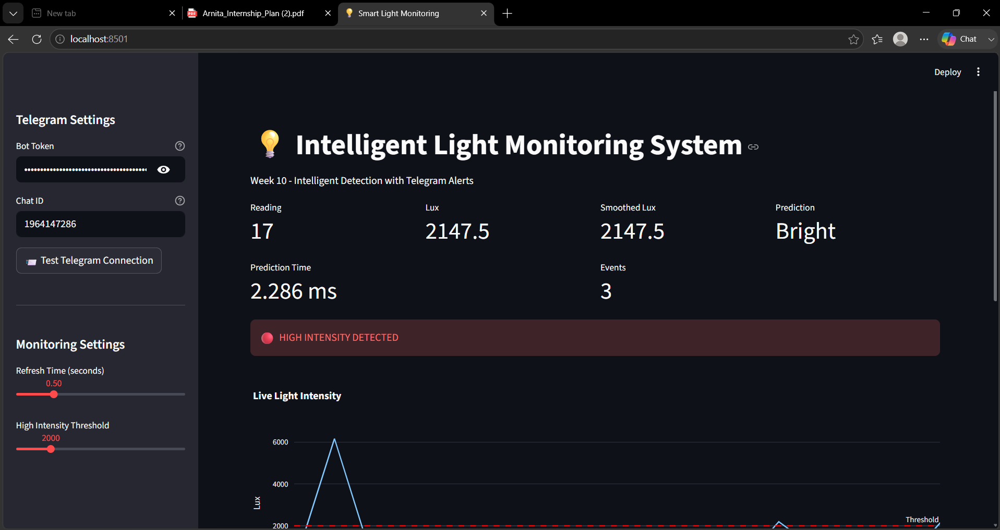 New tab
Arnita_Internship_Plan (2).pdf
Smart Light Monitoring
localhost:8501
Chat
Deploy
Telegram Settings
Bot Token
••••••••••••••••••••••••••••••••••••••••
Chat ID
1964147286
Test Telegram Connection
Monitoring Settings
Refresh Time (seconds)
0.50
High Intensity Threshold
2000
Intelligent Light Monitoring System
Week 10 - Intelligent Detection with Telegram Alerts
Reading
17
Lux
2147.5
Smoothed Lux
2147.5
Prediction
Bright
Prediction Time
2.286 ms
Events
3
HIGH INTENSITY DETECTED
Live Light Intensity
6000
4000
Lux
2000
Threshold